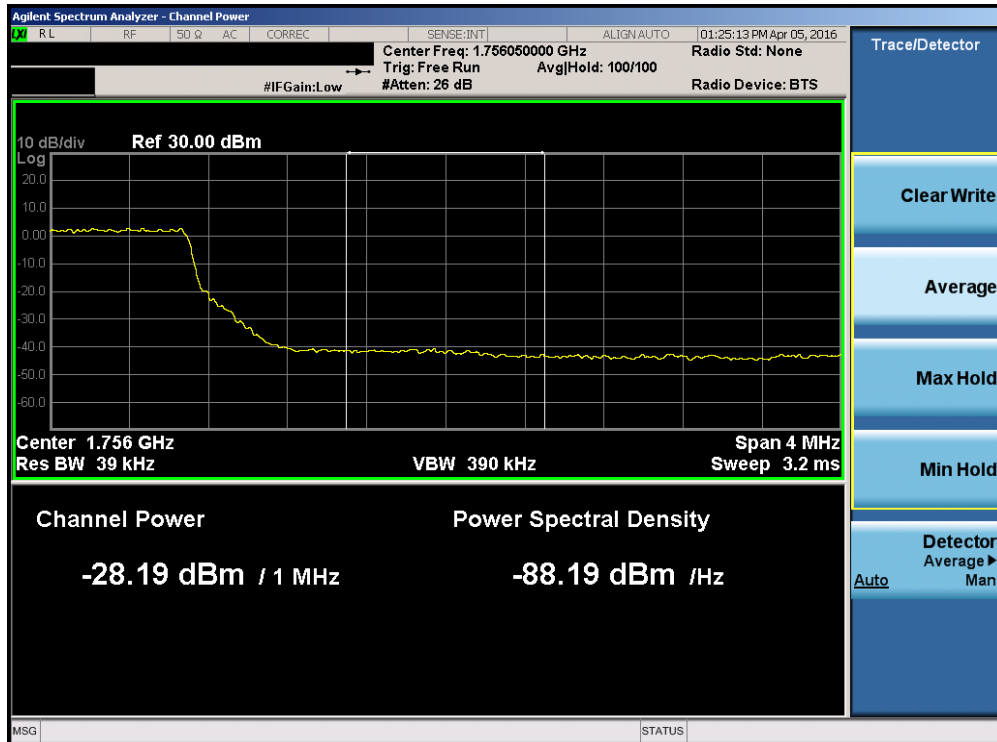 Agilent Spectrum Analyzer - Channel Power
LXI RL RF 50 Ω AC CORREC SENSE:INT ALIGN AUTO 01:25:13 PM Apr 05, 2016
Center Freq: 1.756050000 GHz Radio Std: None
Trig: Free Run Avg|Hold: 100/100
#IFGain:Low #Atten: 26 dB Radio Device: BTS
10 dB/div Ref 30.00 dBm
Log
20.0
10.0
0.00
-10.0
-20.0
-30.0
-40.0
-50.0
-60.0
Center 1.756 GHz Span 4 MHz
Res BW 39 kHz VBW 390 kHz Sweep 3.2 ms
Channel Power Power Spectral Density
-28.19 dBm / 1 MHz -88.19 dBm /Hz
MSG STATUS
Trace/Detector
Clear Write
Average
Max Hold
Min Hold
Detector
Average
Auto Man